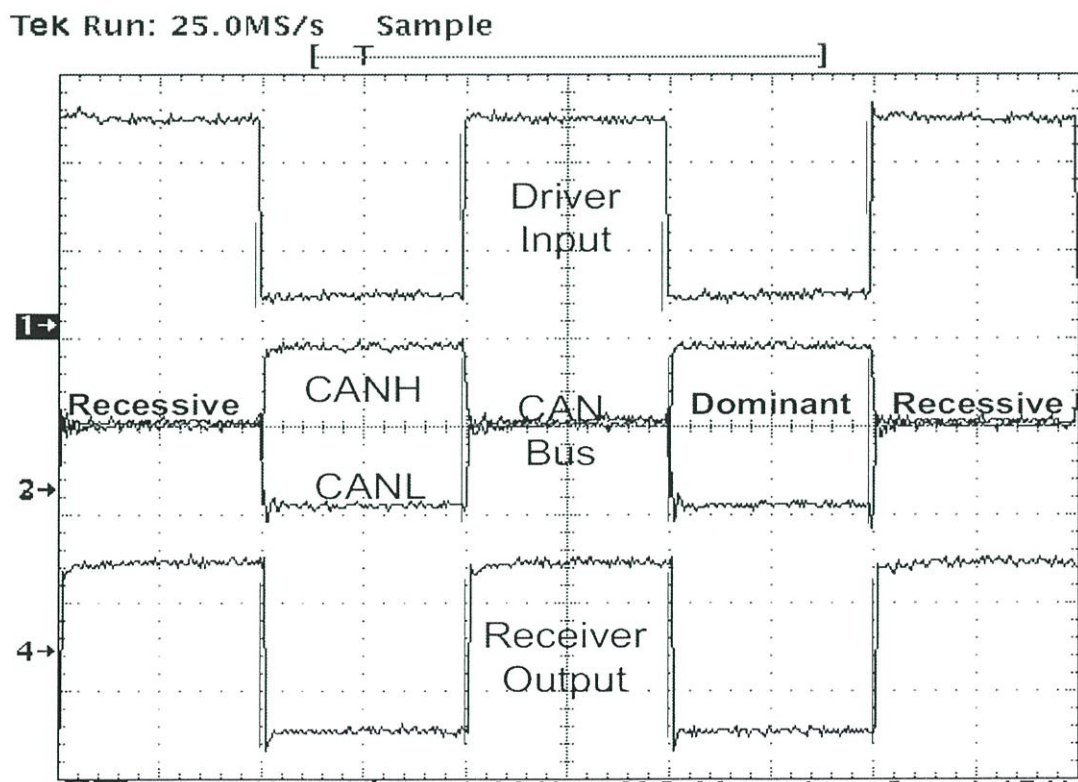 Tek Run: 25.0MS/s Sample
[ T ]
Driver
Input
1→
Recessive CANH CAN Dominant Recessive
Bus
2→ CANL
4→ Receiver
Output